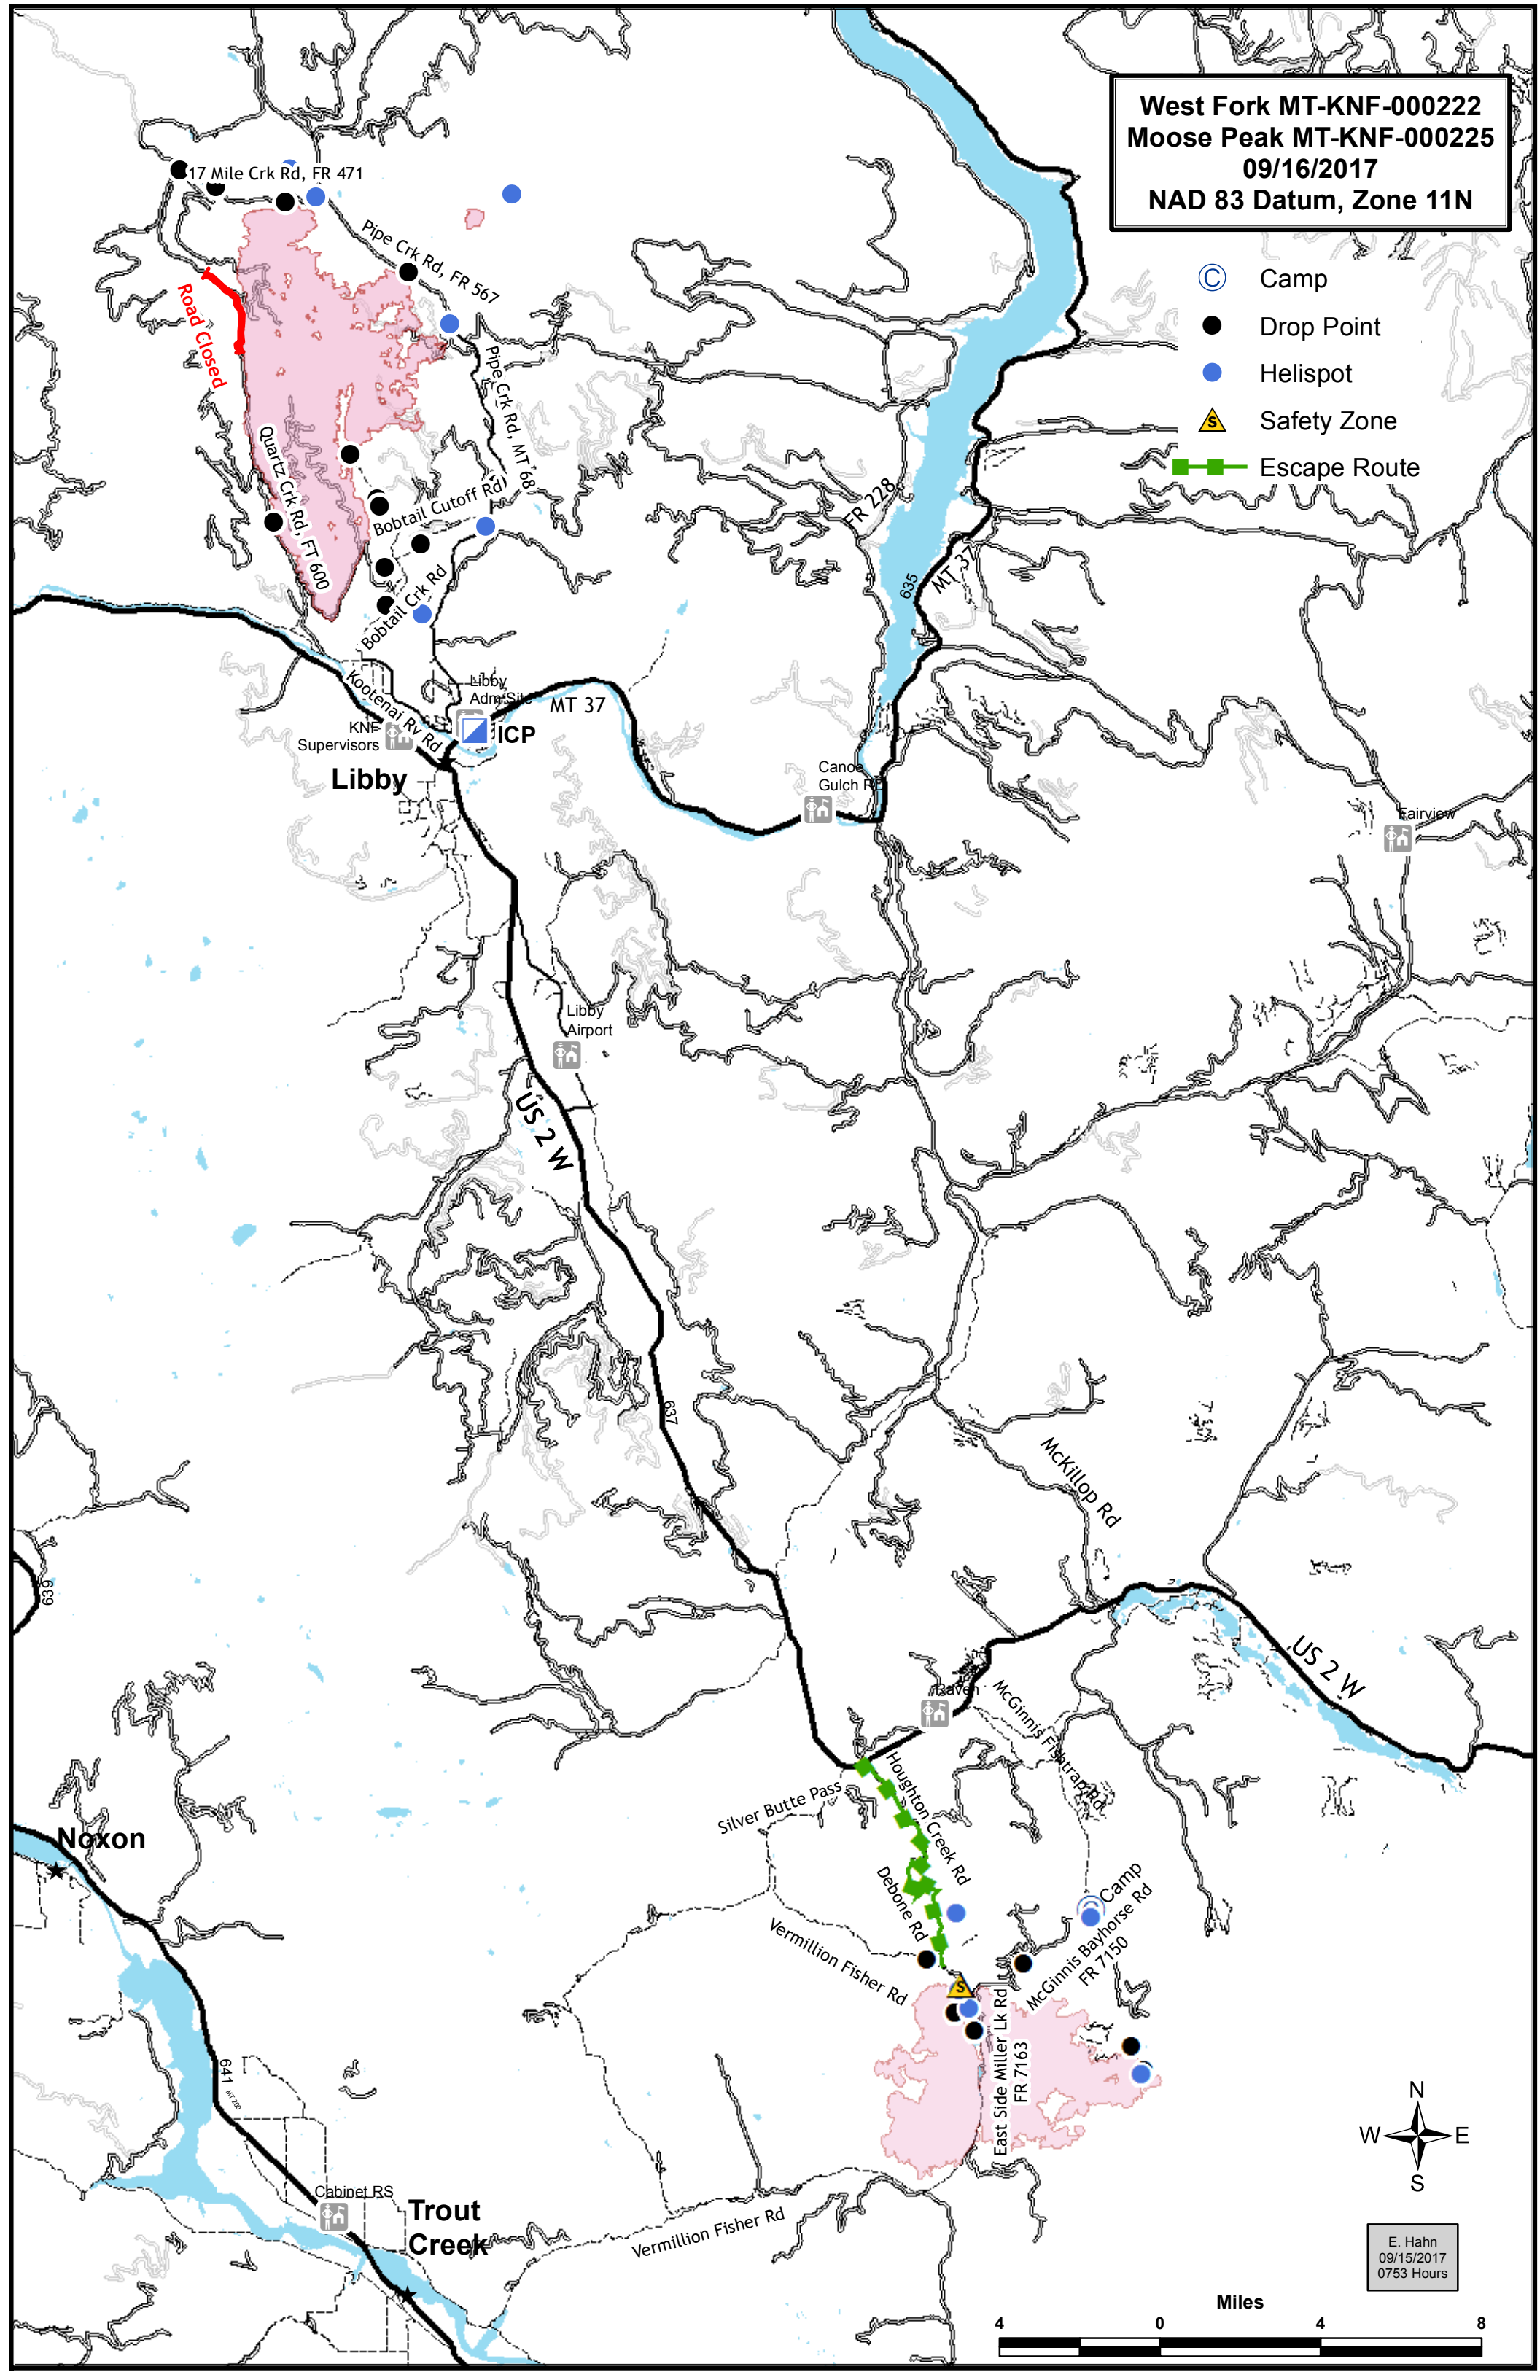 West Fork MT-KNF-000222
Moose Peak MT-KNF-000225
09/16/2017
NAD 83 Datum, Zone 11N
C Camp
Drop Point
Helispot
S Safety Zone
Escape Route
17 Mile Crk Rd, FR 471
Pipe Crk Rd, FR 567
Road Closed
Pipe Crk Rd, MT 68
Quartz Crk Rd, FT 600
Bobtail Cutoff Rd
FR 228
635
MT 37
Bobtail Crk Rd
Kootenai Rv Rd
Libby
Adm Site
MT 37
KNF
Supervisors
ICP
Libby
Canoe
Gulch RD
Fairview
Libby
Airport
US 2 W
637
McKillop Rd
639
US 2 W
Raven
McGinnis Fishtrap Rd
Houghton Creek Rd
Silver Butte Pass
Noxon
Debone Rd
Camp
McGinnis Bayhorse Rd
FR 7150
Vermillion Fisher Rd
S
East Side Miller Lk Rd
FR 7163
641
MT 200
N
W E
S
Cabinet RS
Trout
Creek
Vermillion Fisher Rd
E. Hahn
09/15/2017
0753 Hours
Miles
4 0 4 8